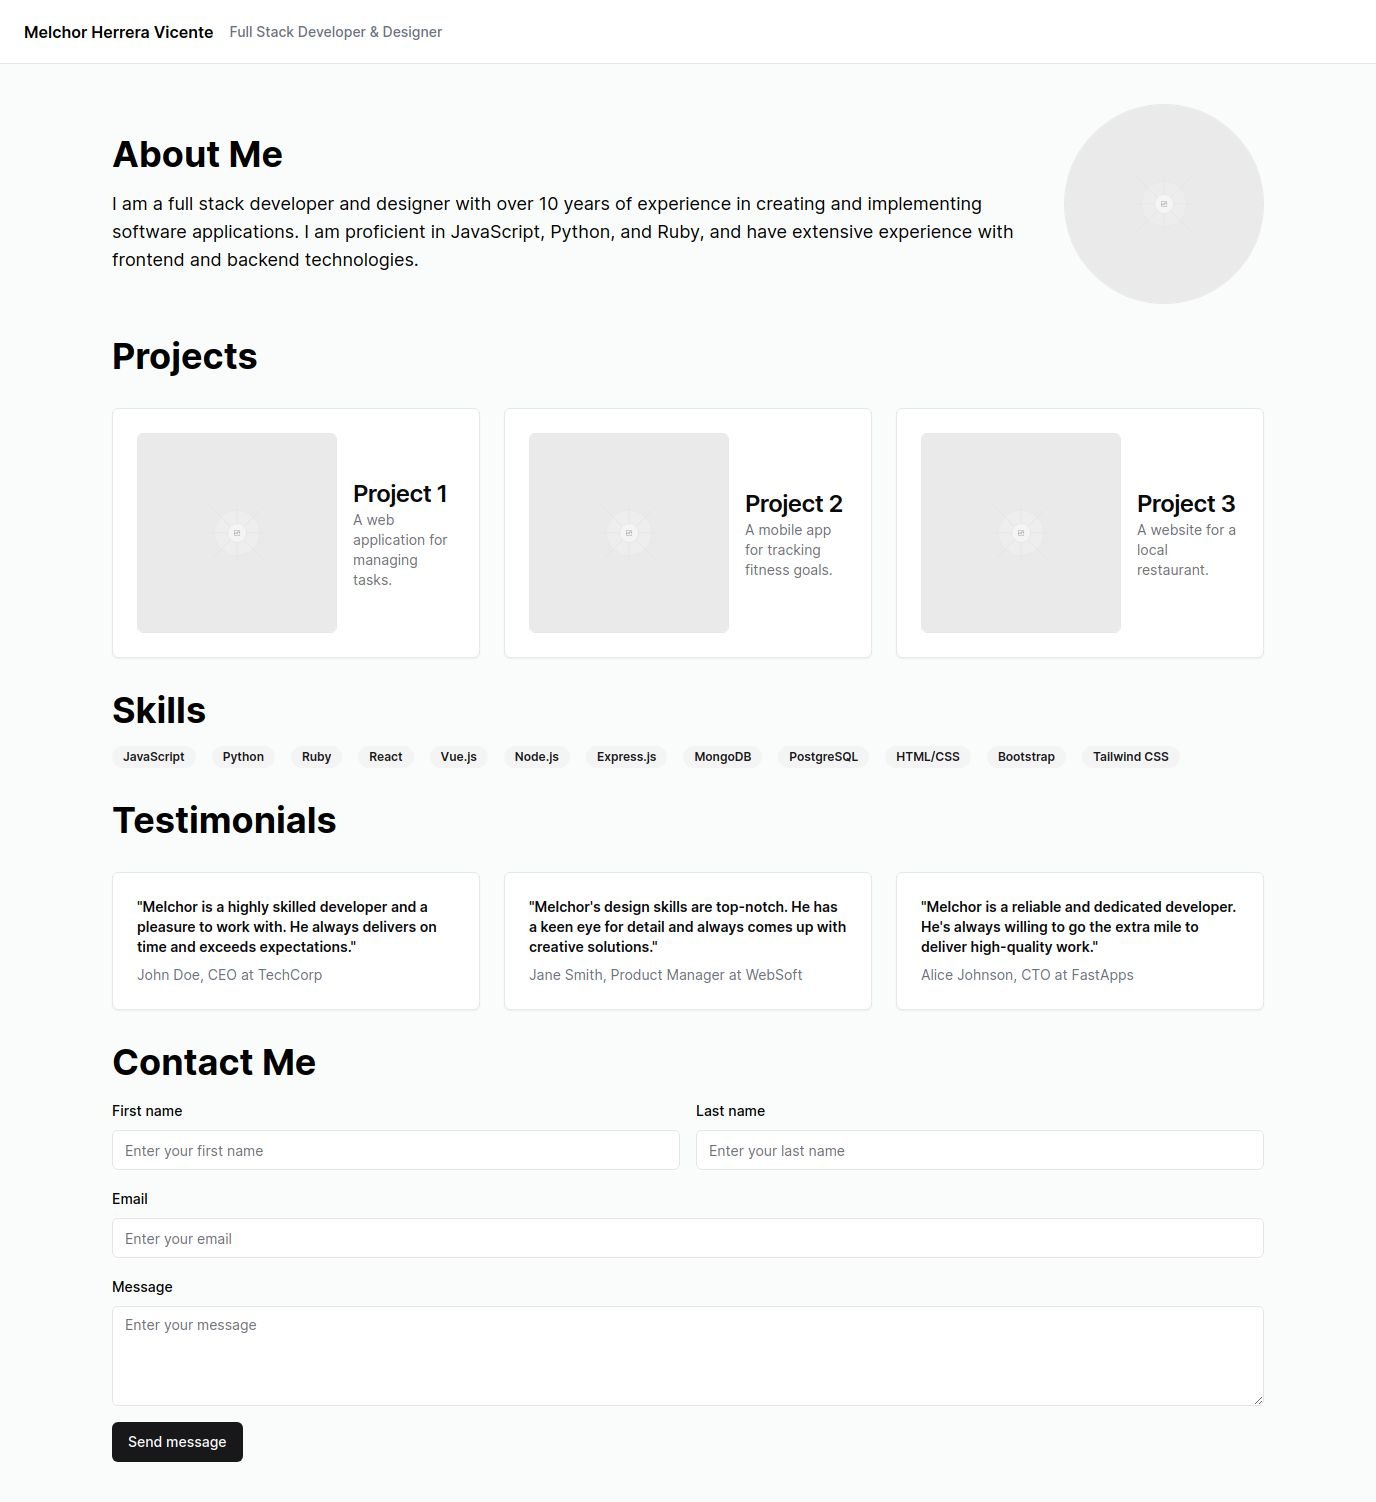 Melchor Herrera Vicente Full Stack Developer & Designer
About Me
I am a full stack developer and designer with over 10 years of experience in creating and implementing
software applications. I am proficient in JavaScript, Python, and Ruby, and have extensive experience with
frontend and backend technologies.
Projects
Project 1
A web
application for
managing
tasks.
Project 2
A mobile app
for tracking
fitness goals.
Project 3
A website for a
local
restaurant.
Skills
JavaScript Python Ruby React Vue.js Node.js Express.js MongoDB PostgreSQL HTML/CSS Bootstrap Tailwind CSS
Testimonials
"Melchor is a highly skilled developer and a
pleasure to work with. He always delivers on
time and exceeds expectations."
John Doe, CEO at TechCorp
"Melchor's design skills are top-notch. He has
a keen eye for detail and always comes up with
creative solutions."
Jane Smith, Product Manager at WebSoft
"Melchor is a reliable and dedicated developer.
He's always willing to go the extra mile to
deliver high-quality work."
Alice Johnson, CTO at FastApps
Contact Me
First name
Enter your first name
Last name
Enter your last name
Email
Enter your email
Message
Enter your message
Send message